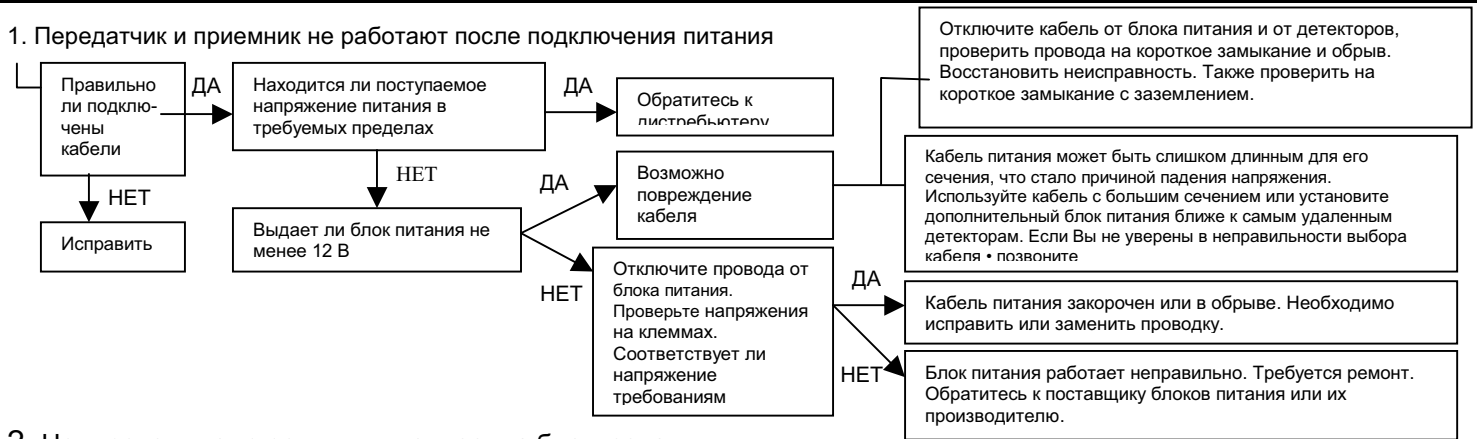 1. Передатчик и приемник не работают после подключения питания
Правильно
ли подклю-
чены
кабели
ДА
НЕТ
Исправить
Находится ли поступаемое
напряжение питания в
требуемых пределах
ДА
Обратитесь к
дистребьютеру
НЕТ
Выдает ли блок питания не
менее 12 В
ДА
Возможно
повреждение
кабеля
Отключите кабель от блока питания и от детекторов,
проверить провода на короткое замыкание и обрыв.
Восстановить неисправность. Также проверить на
короткое замыкание с заземлением.
Кабель питания может быть слишком длинным для его
сечения, что стало причиной падения напряжения.
Используйте кабель с большим сечением или установите
дополнительный блок питания ближе к самым удаленным
детекторам. Если Вы не уверены в неправильности выбора
кабеля • позвоните
НЕТ
Отключите провода от
блока питания.
Проверьте напряжения
на клеммах.
Соответствует ли
напряжение
требованиям
ДА
Кабель питания закорочен или в обрыве. Необходимо
исправить или заменить проводку.
НЕТ
Блок питания работает неправильно. Требуется ремонт.
Обратитесь к поставщику блоков питания или их
производителю.
2.